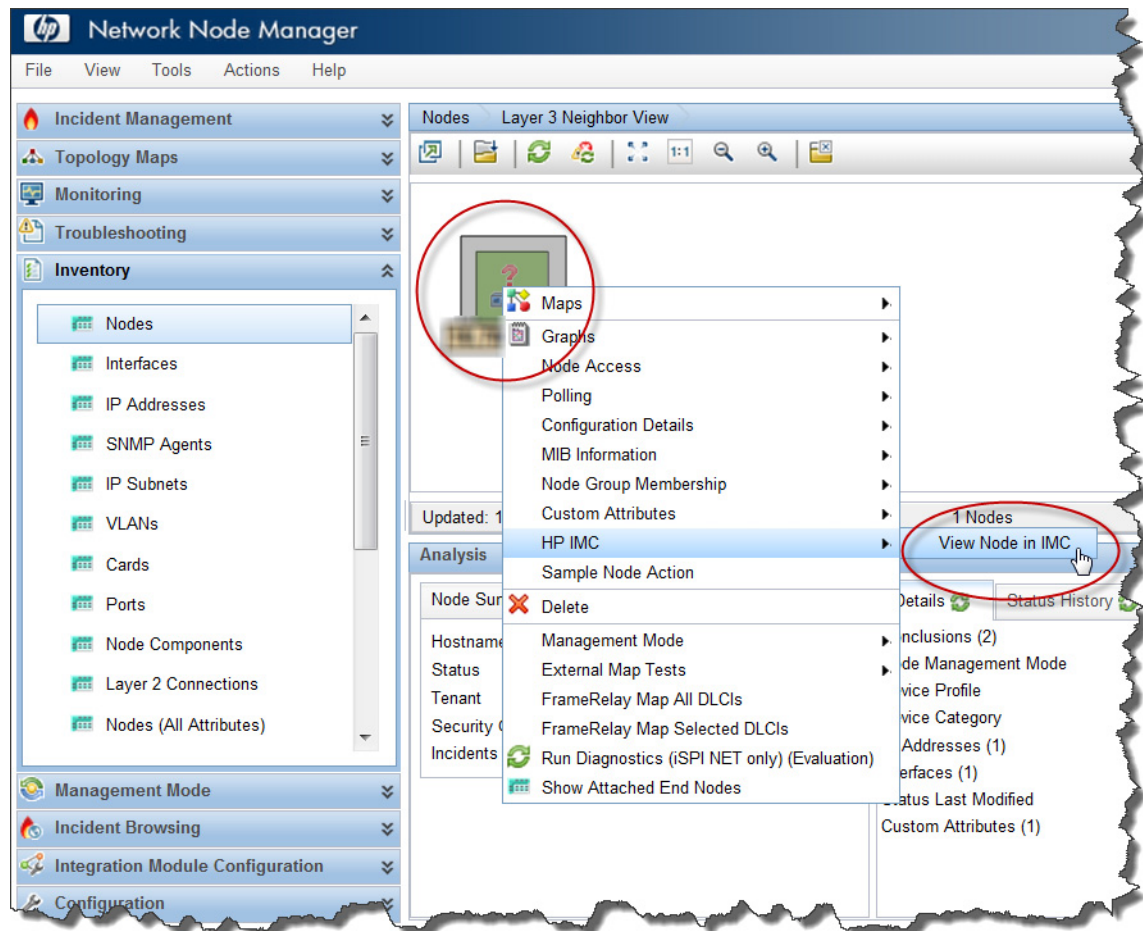 hp Network Node Manager
File View Tools Actions Help
Incident Management
Topology Maps
Monitoring
Troubleshooting
Inventory
Nodes
Interfaces
IP Addresses
SNMP Agents
IP Subnets
VLANs
Cards
Ports
Node Components
Layer 2 Connections
Nodes (All Attributes)
Management Mode
Incident Browsing
Integration Module Configuration
Configuration
Nodes Layer 3 Neighbor View
1:1
?
Maps
Graphs
Node Access
Polling
Configuration Details
MIB Information
Node Group Membership
Custom Attributes
HP IMC
Sample Node Action
Delete
Management Mode
External Map Tests
FrameRelay Map All DLCIs
FrameRelay Map Selected DLCIs
Run Diagnostics (iSPI NET only) (Evaluation)
Show Attached End Nodes
Updated: 1
1 Nodes
View Node in IMC
Analysis
Node Sur
Hostname
Status
Tenant
Security
Incidents
Details Status History
nclusions (2)
de Management Mode
vice Profile
vice Category
Addresses (1)
erfaces (1)
Status Last Modified
Custom Attributes (1)